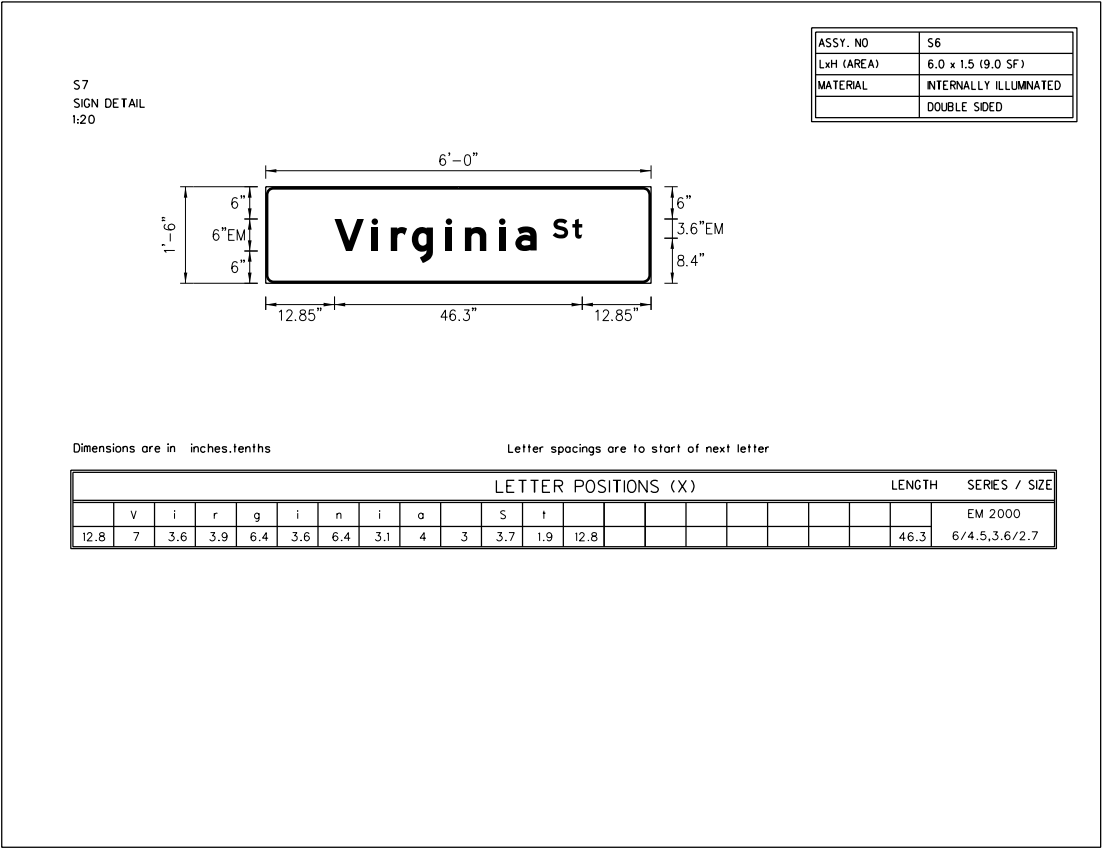 ASSY. NO S6
LxH (AREA) 6.0 x 1.5 (9.0 SF)
MATERIAL INTERNALLY ILLUMINATED
DOUBLE SIDED
S7
SIGN DETAIL
1:20
6'-0"
1'-6"
6"
6"EM
6"
Virginia St
6"
3.6"EM
8.4"
12.85" 46.3" 12.85"
Dimensions are in inches.tenths Letter spacings are to start of next letter
LETTER POSITIONS (X) LENGTH SERIES / SIZE
V i r g i n i a S t EM 2000
12.8 7 3.6 3.9 6.4 3.6 6.4 3.1 4 3 3.7 1.9 12.8 46.3 6/4.5,3.6/2.7